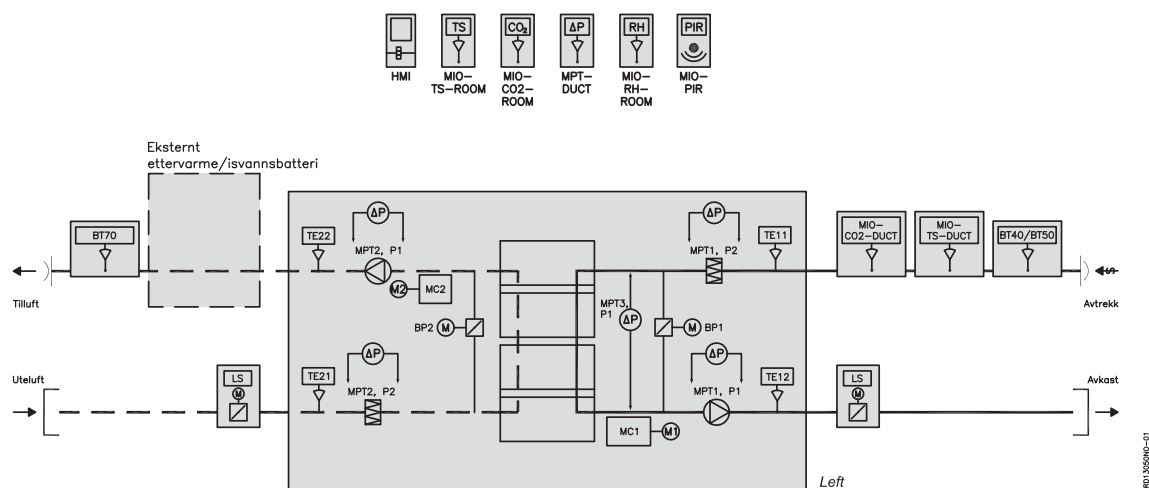 TS
CO₂
ΔP
RH
PIR
HMI
MIO-
TS-ROOM
MIO-
CO2-
ROOM
MPT-
DUCT
MIO-
RH-
ROOM
MIO-
PIR
Eksternt
ettervarme/isvannsbatteri
BT70
TE22
ΔP
MPT2, P1
M2
MC2
ΔP
MPT1, P2
TE11
MIO-
CO2-DUCT
MIO-
TS-DUCT
BT40/BT50
Tilluft
Avtrekk
BP2
M
MPT3,
P1
ΔP
M
BP1
Uteluft
LS
M
TE21
ΔP
MPT2, P2
ΔP
MPT1, P1
TE12
LS
M
Avkast
MC1
M1
Left
RD13050NO-01